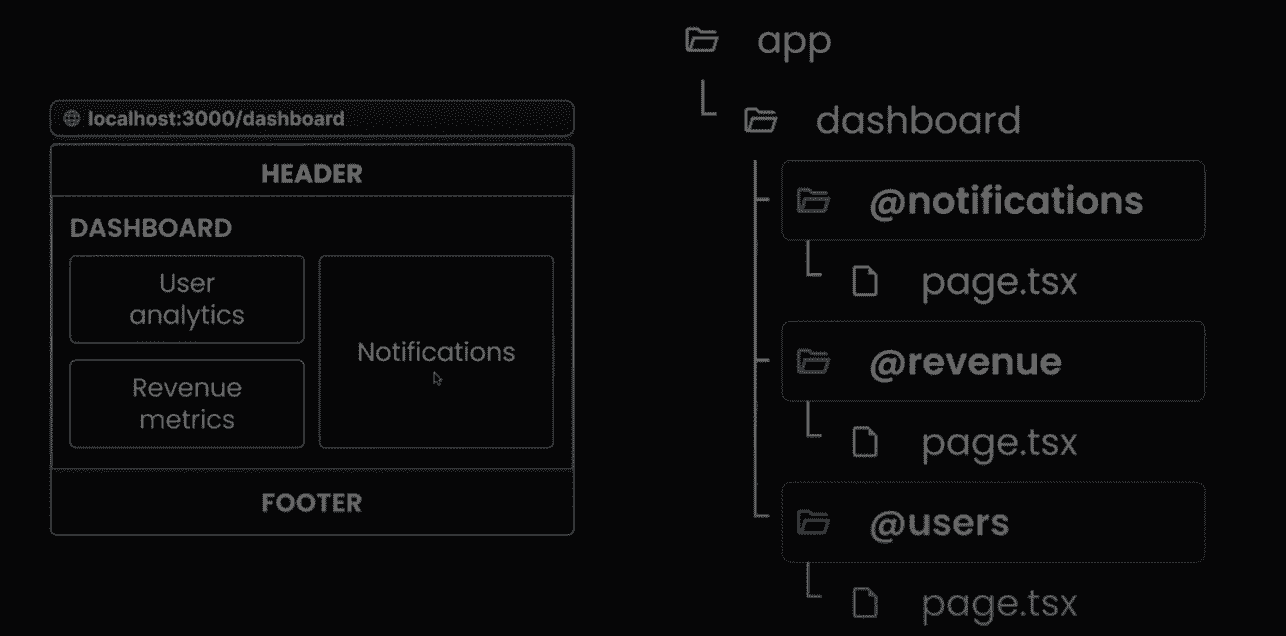 localhost:3000/dashboard
HEADER
DASHBOARD
User
analytics
Revenue
metrics
Notifications
FOOTER
app
dashboard
@notifications
page.tsx
@revenue
page.tsx
@users
page.tsx